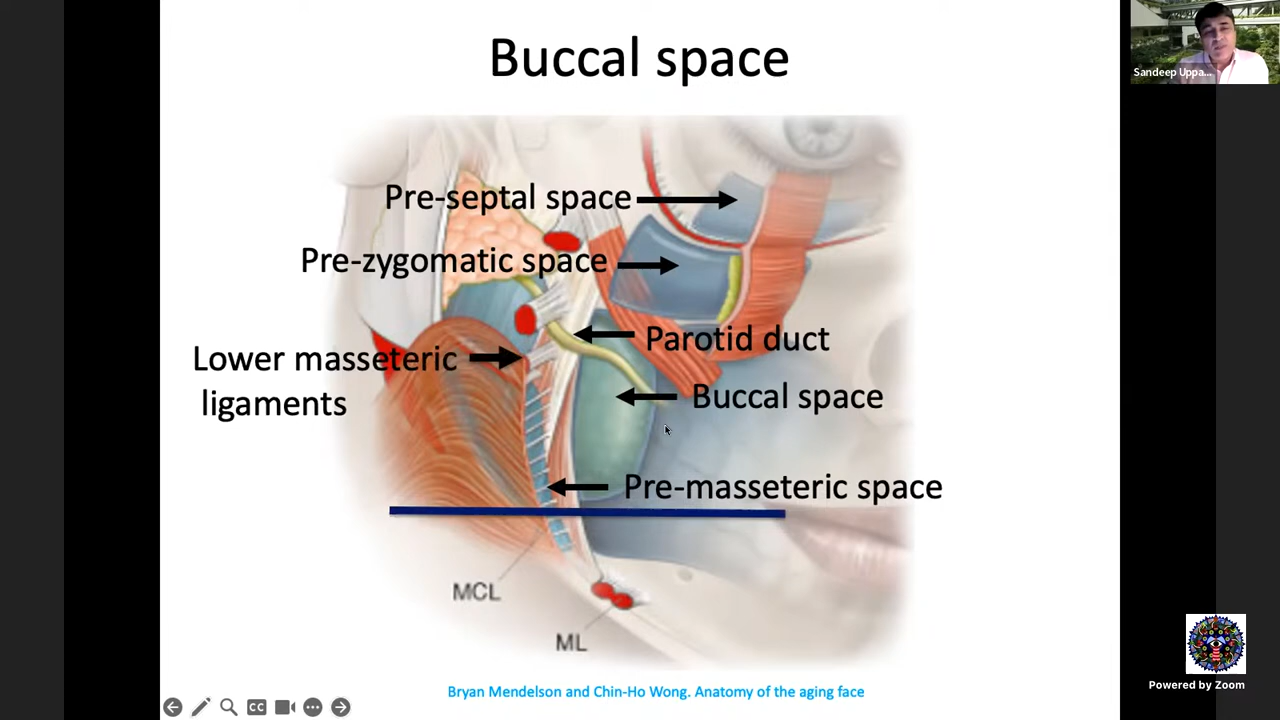 Buccal space
Sandeep Uppa...
Pre-septal space
Pre-zygomatic space
Parotid duct
Lower masseteric
ligaments
Buccal space
Pre-masseteric space
MCL
ML
Bryan Mendelson and Chin-Ho Wong. Anatomy of the aging face
CC
Powered by Zoom